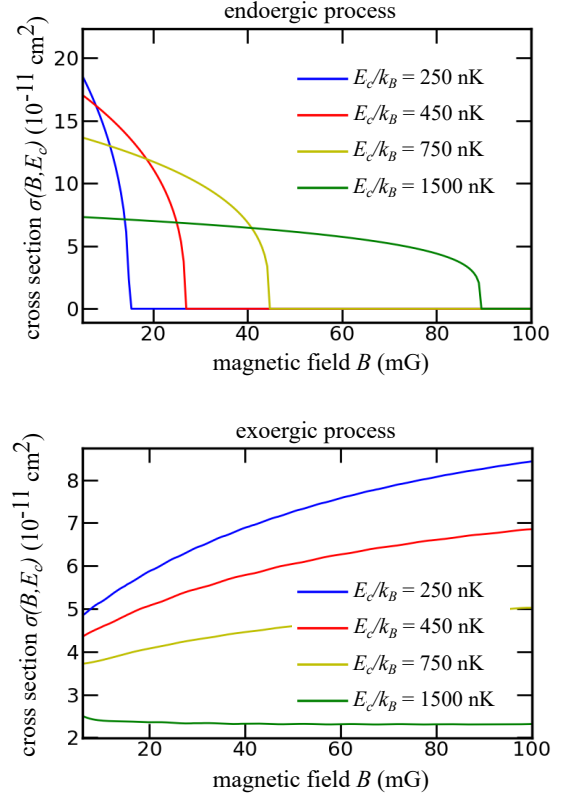 endoergic process
cross section σ(B,E_c) (10^-11 cm^2)
20
15
10
5
0
E_c/k_B = 250 nK
E_c/k_B = 450 nK
E_c/k_B = 750 nK
E_c/k_B = 1500 nK
20 40 60 80 100
magnetic field B (mG)
exoergic process
cross section σ(B,E_c) (10^-11 cm^2)
8
7
6
5
4
3
2
E_c/k_B = 250 nK
E_c/k_B = 450 nK
E_c/k_B = 750 nK
E_c/k_B = 1500 nK
20 40 60 80 100
magnetic field B (mG)